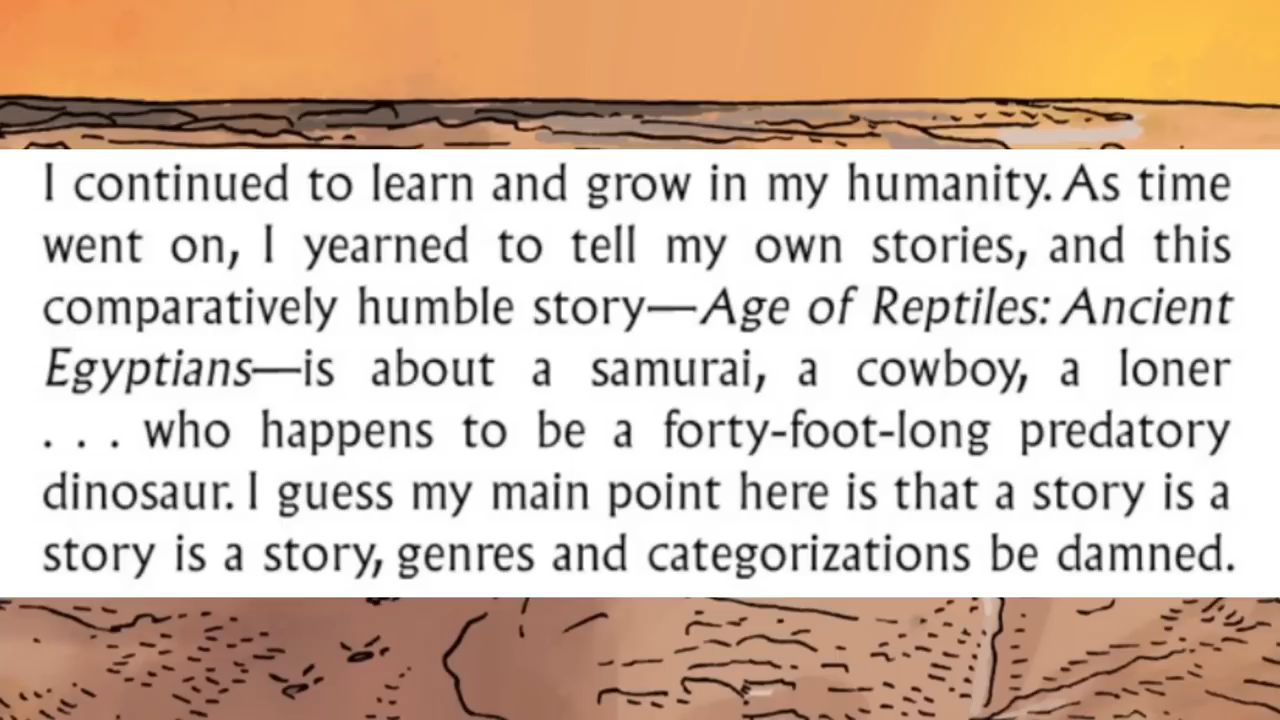 I continued to learn and grow in my humanity. As time
went on, I yearned to tell my own stories, and this
comparatively humble story—Age of Reptiles: Ancient
Egyptians—is about a samurai, a cowboy, a loner
. . . who happens to be a forty-foot-long predatory
dinosaur. I guess my main point here is that a story is a
story is a story, genres and categorizations be damned.